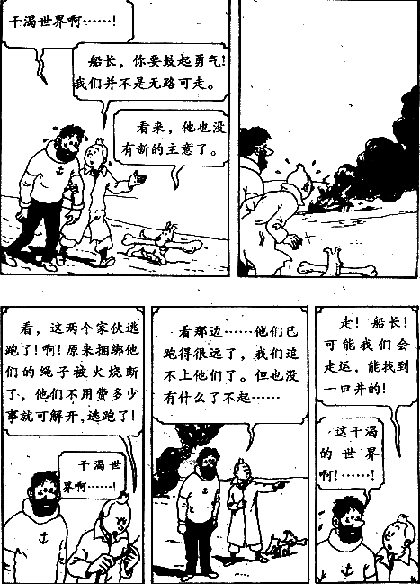 干渴世界啊……！
船长，你要鼓起勇气！
我们并不是无路可走。
看来，他也没
有新的主意了。
看，这两个家伙逃
跑了！啊！原来捆绑他
们的绳子被火烧断
了，他们不用费多少
事就可解开，逃跑了！
干渴世
界啊……！
看那边……他们已
跑得很远了，我们追
不上他们了。但也没
有什么了不起……
走！船长！
可能我们会
走运，能找到
一口井的！
这干渴
的世界
啊！……！